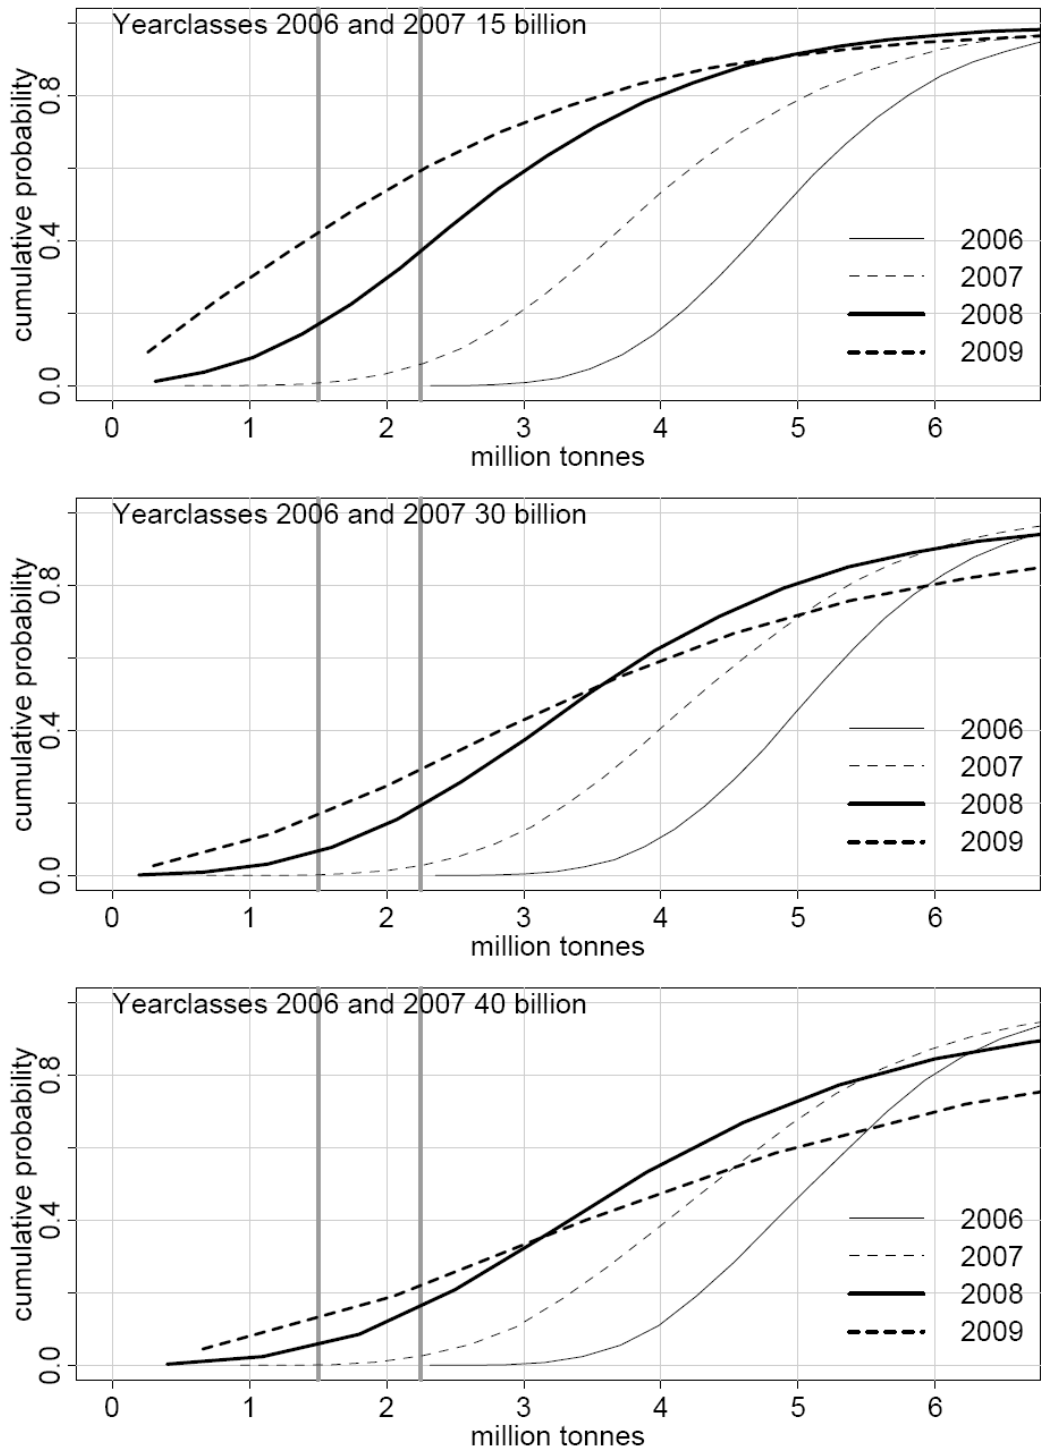 Yearclasses 2006 and 2007 15 billion
cumulative probability
0.8
0.4
0.0
2006
2007
2008
2009
0 1 2 3 4 5 6
million tonnes
Yearclasses 2006 and 2007 30 billion
cumulative probability
0.8
0.4
0.0
2006
2007
2008
2009
0 1 2 3 4 5 6
million tonnes
Yearclasses 2006 and 2007 40 billion
cumulative probability
0.8
0.4
0.0
2006
2007
2008
2009
0 1 2 3 4 5 6
million tonnes